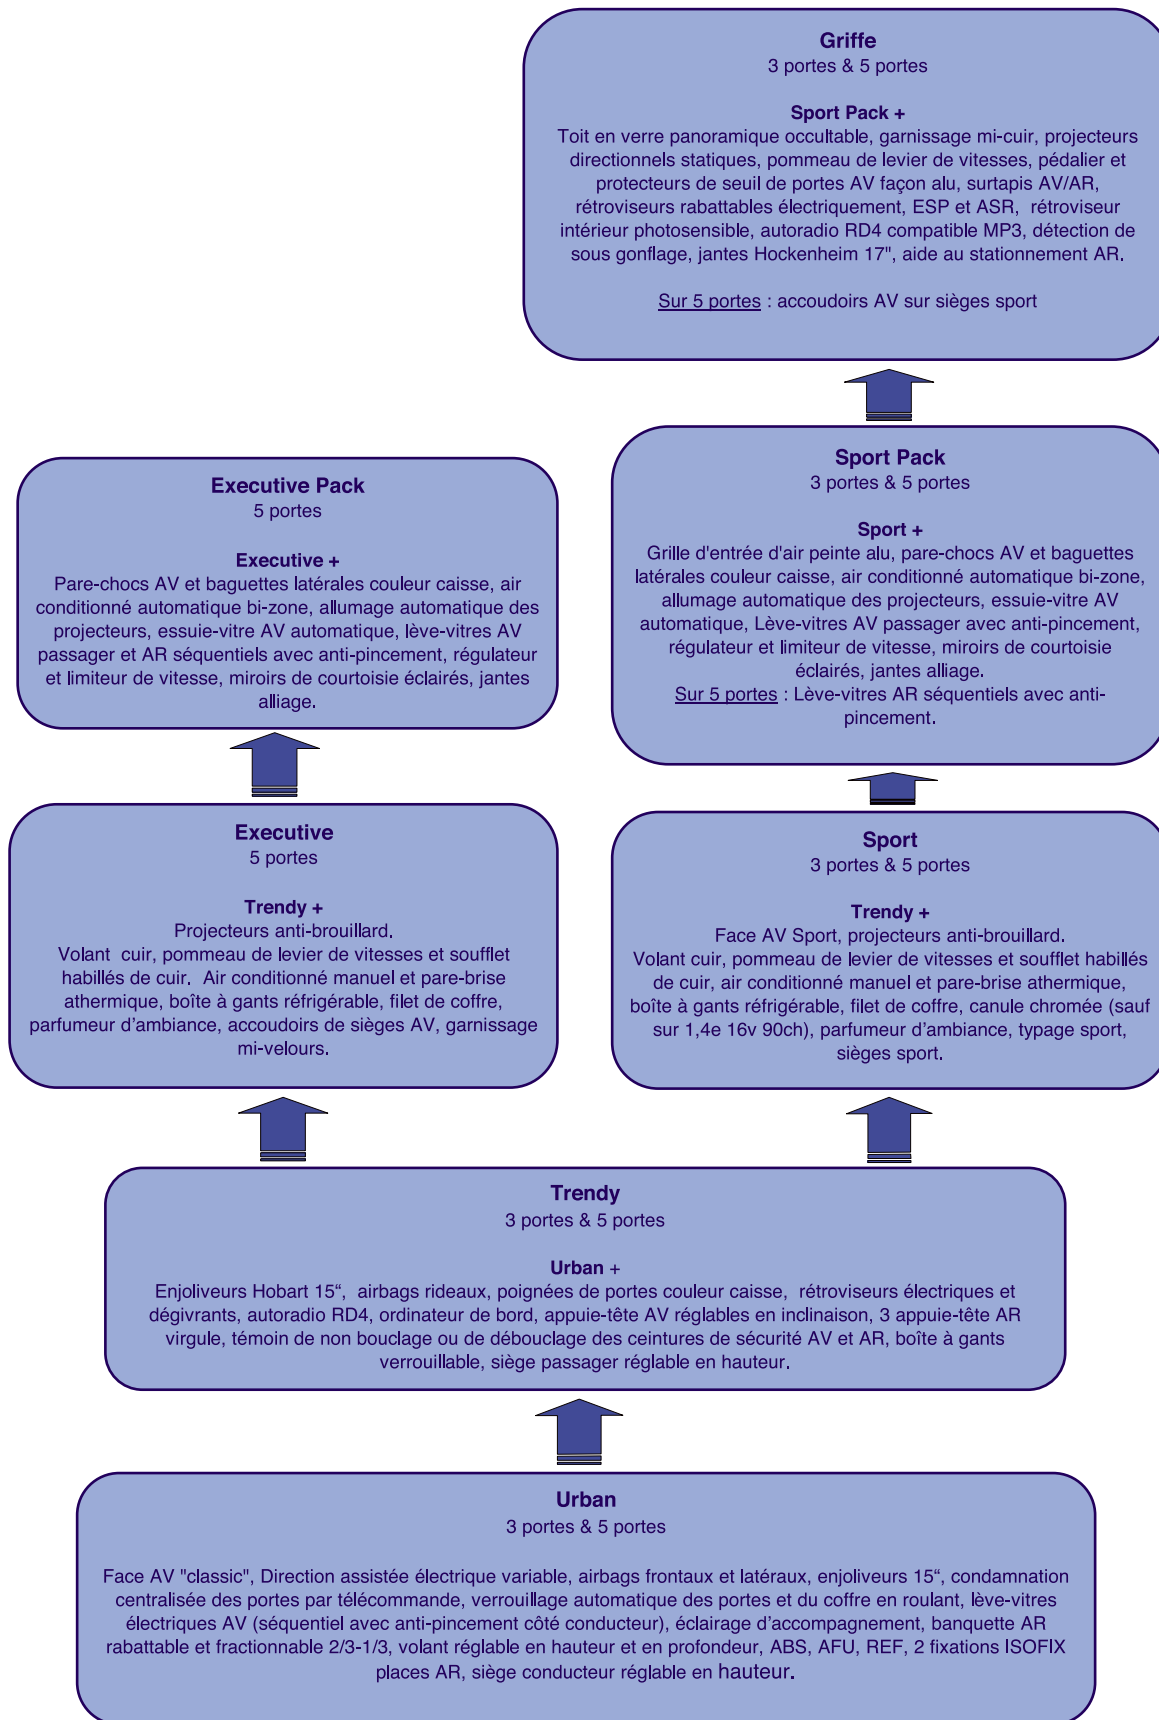 Griffe
3 portes & 5 portes
Sport Pack +
Toit en verre panoramique occultable, garnissage mi-cuir, projecteurs
directionnels statiques, pommeau de levier de vitesses, pédalier et
protecteurs de seuil de portes AV façon alu, surtapis AV/AR,
rétroviseurs rabattables électriquement, ESP et ASR, rétroviseur
intérieur photosensible, autoradio RD4 compatible MP3, détection de
sous gonflage, jantes Hockenheim 17", aide au stationnement AR.
Sur 5 portes : accoudoirs AV sur sièges sport
Executive Pack
5 portes
Executive +
Pare-chocs AV et baguettes latérales couleur caisse, air
conditionné automatique bi-zone, allumage automatique des
projecteurs, essuie-vitre AV automatique, lève-vitres AV
passager et AR séquentiels avec anti-pincement, régulateur
et limiteur de vitesse, miroirs de courtoisie éclairés, jantes
alliage.
Sport Pack
3 portes & 5 portes
Sport +
Grille d'entrée d'air peinte alu, pare-chocs AV et baguettes
latérales couleur caisse, air conditionné automatique bi-zone,
allumage automatique des projecteurs, essuie-vitre AV
automatique, Lève-vitres AV passager avec anti-pincement,
régulateur et limiteur de vitesse, miroirs de courtoisie
éclairés, jantes alliage.
Sur 5 portes : Lève-vitres AR séquentiels avec anti-
pincement.
Executive
5 portes
Trendy +
Projecteurs anti-brouillard.
Volant cuir, pommeau de levier de vitesses et soufflet
habillés de cuir. Air conditionné manuel et pare-brise
athermique, boîte à gants réfrigérable, filet de coffre,
parfumeur d’ambiance, accoudoirs de sièges AV, garnissage
mi-velours.
Sport
3 portes & 5 portes
Trendy +
Face AV Sport, projecteurs anti-brouillard.
Volant cuir, pommeau de levier de vitesses et soufflet habillés
de cuir, air conditionné manuel et pare-brise athermique,
boîte à gants réfrigérable, filet de coffre, canule chromée (sauf
sur 1,4e 16v 90ch), parfumeur d’ambiance, typage sport,
sièges sport.
Trendy
3 portes & 5 portes
Urban +
Enjoliveurs Hobart 15“, airbags rideaux, poignées de portes couleur caisse, rétroviseurs électriques et
dégivrants, autoradio RD4, ordinateur de bord, appuie-tête AV réglables en inclinaison, 3 appuie-tête AR
virgule, témoin de non bouclage ou de débouclage des ceintures de sécurité AV et AR, boîte à gants
verrouillable, siège passager réglable en hauteur.
Urban
3 portes & 5 portes
Face AV "classic", Direction assistée électrique variable, airbags frontaux et latéraux, enjoliveurs 15“, condamnation
centralisée des portes par télécommande, verrouillage automatique des portes et du coffre en roulant, lève-vitres
électriques AV (séquentiel avec anti-pincement côté conducteur), éclairage d’accompagnement, banquette AR
rabattable et fractionnable 2/3-1/3, volant réglable en hauteur et en profondeur, ABS, AFU, REF, 2 fixations ISOFIX
places AR, siège conducteur réglable en hauteur.